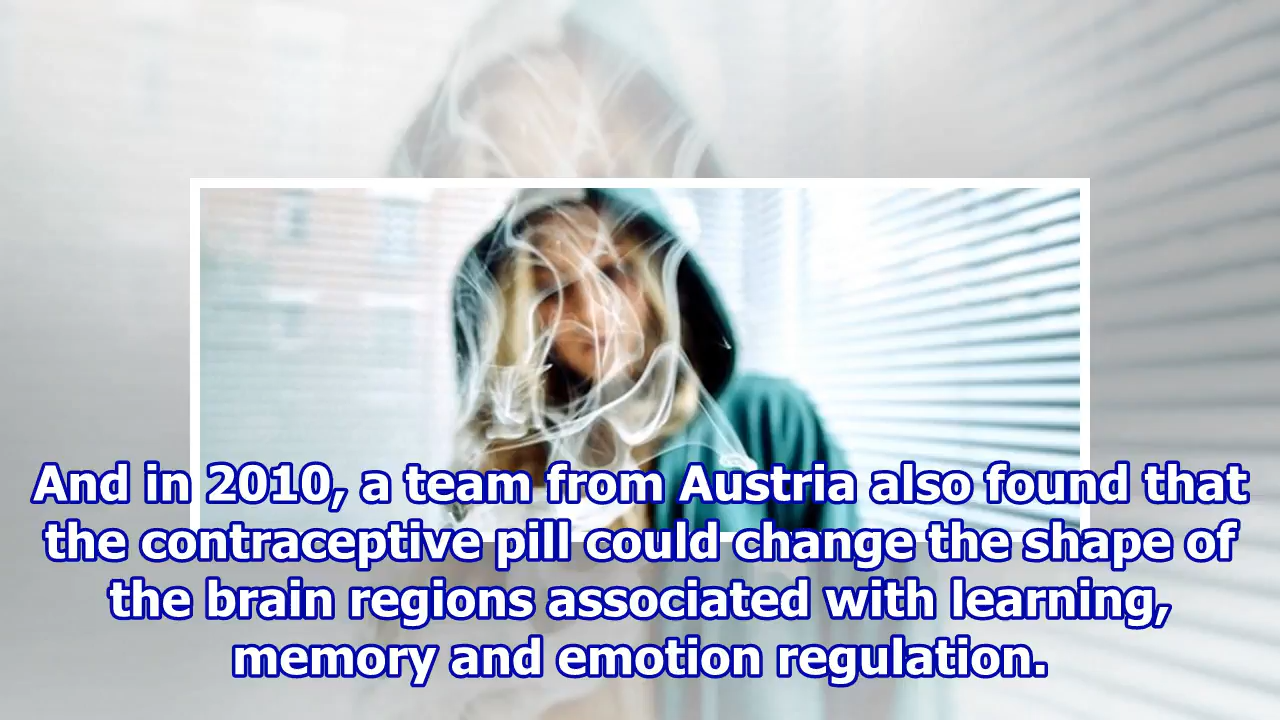 And in 2010, a team from Austria also found that
the contraceptive pill could change the shape of
the brain regions associated with learning,
memory and emotion regulation.